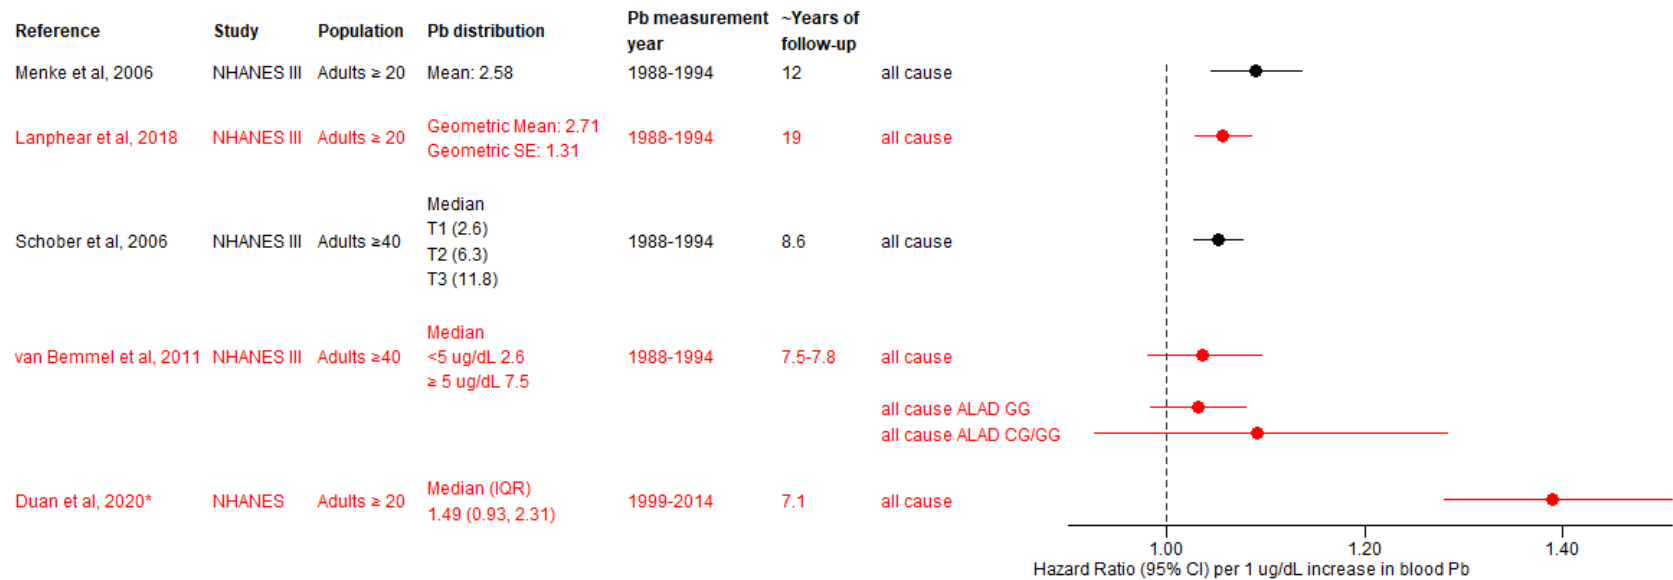 Reference Study Population Pb distribution Pb measurement year ~Years of follow-up
Menke et al, 2006 NHANES III Adults ≥ 20 Mean: 2.58 1988-1994 12 all cause
Lanphear et al, 2018 NHANES III Adults ≥ 20 Geometric Mean: 2.71 1988-1994 19 all cause
Geometric SE: 1.31
Median
T1 (2.6)
Schober et al, 2006 NHANES III Adults ≥40 1988-1994 8.6 all cause
T2 (6.3)
T3 (11.8)
Median
van Bemmel et al, 2011 NHANES III Adults ≥40 <5 ug/dL 2.6 1988-1994 7.5-7.8 all cause
≥ 5 ug/dL 7.5
all cause ALAD GG
all cause ALAD CG/GG
Duan et al, 2020* NHANES Adults ≥ 20 Median (IQR) 1999-2014 7.1 all cause
1.49 (0.93, 2.31)
1.00 1.20 1.40
Hazard Ratio (95% CI) per 1 ug/dL increase in blood Pb